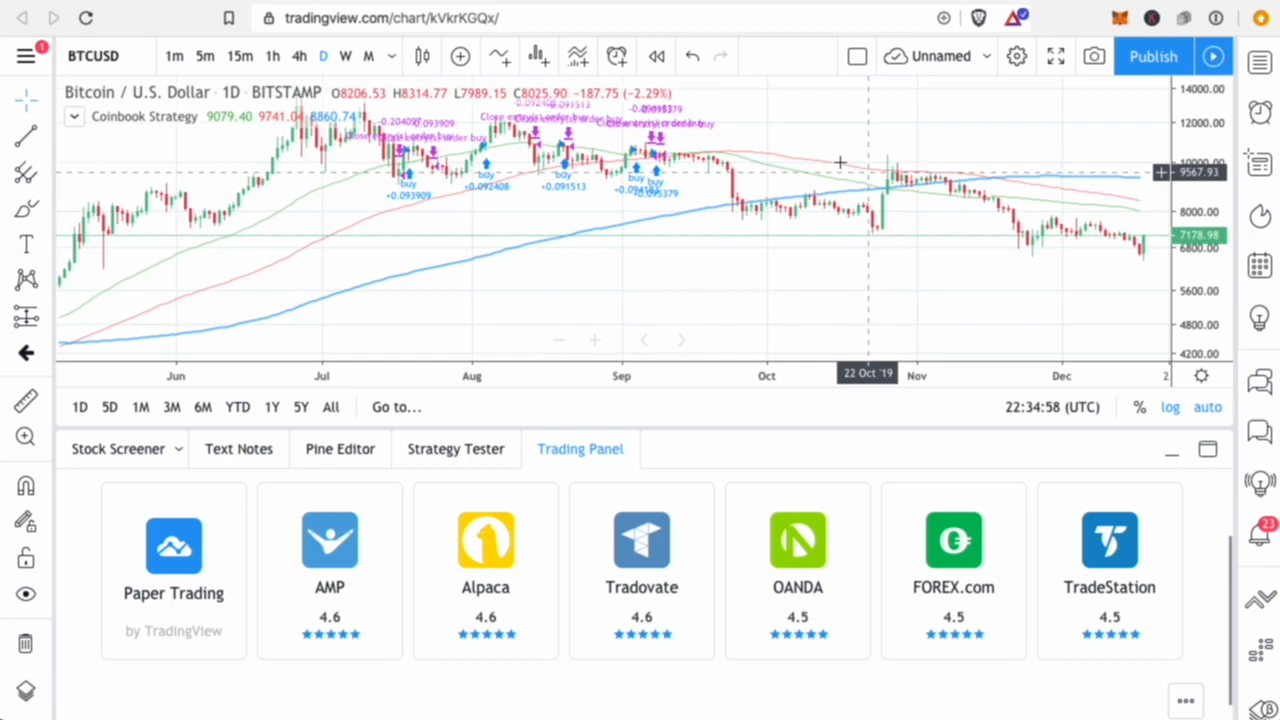 tradingview.com/chart/kVkrKGQx/
1
BTCUSD 1m 5m 15m 1h 4h D W M Unnamed Publish
Bitcoin / U.S. Dollar · 1D · BITSTAMP O8206.53 H8314.77 L7989.15 C8025.90 -187.75 (-2.29%)
Coinbook Strategy 9079.40 9741.04 8860.74
buy
+0.093909
buy
+0.092408
buy
+0.091513
buy
buy
14000.00
12000.00
10000.00
9567.93
8000.00
7178.98
6800.00
5600.00
4800.00
4200.00
Jun Jul Aug Sep Oct 22 Oct '19 Nov Dec 2
1D 5D 1M 3M 6M YTD 1Y 5Y All Go to... 22:34:58 (UTC) % log auto
Stock Screener Text Notes Pine Editor Strategy Tester Trading Panel
Paper Trading
by TradingView
AMP
4.6
Alpaca
4.6
Tradovate
4.6
OANDA
4.5
FOREX.com
4.5
TradeStation
4.5
23